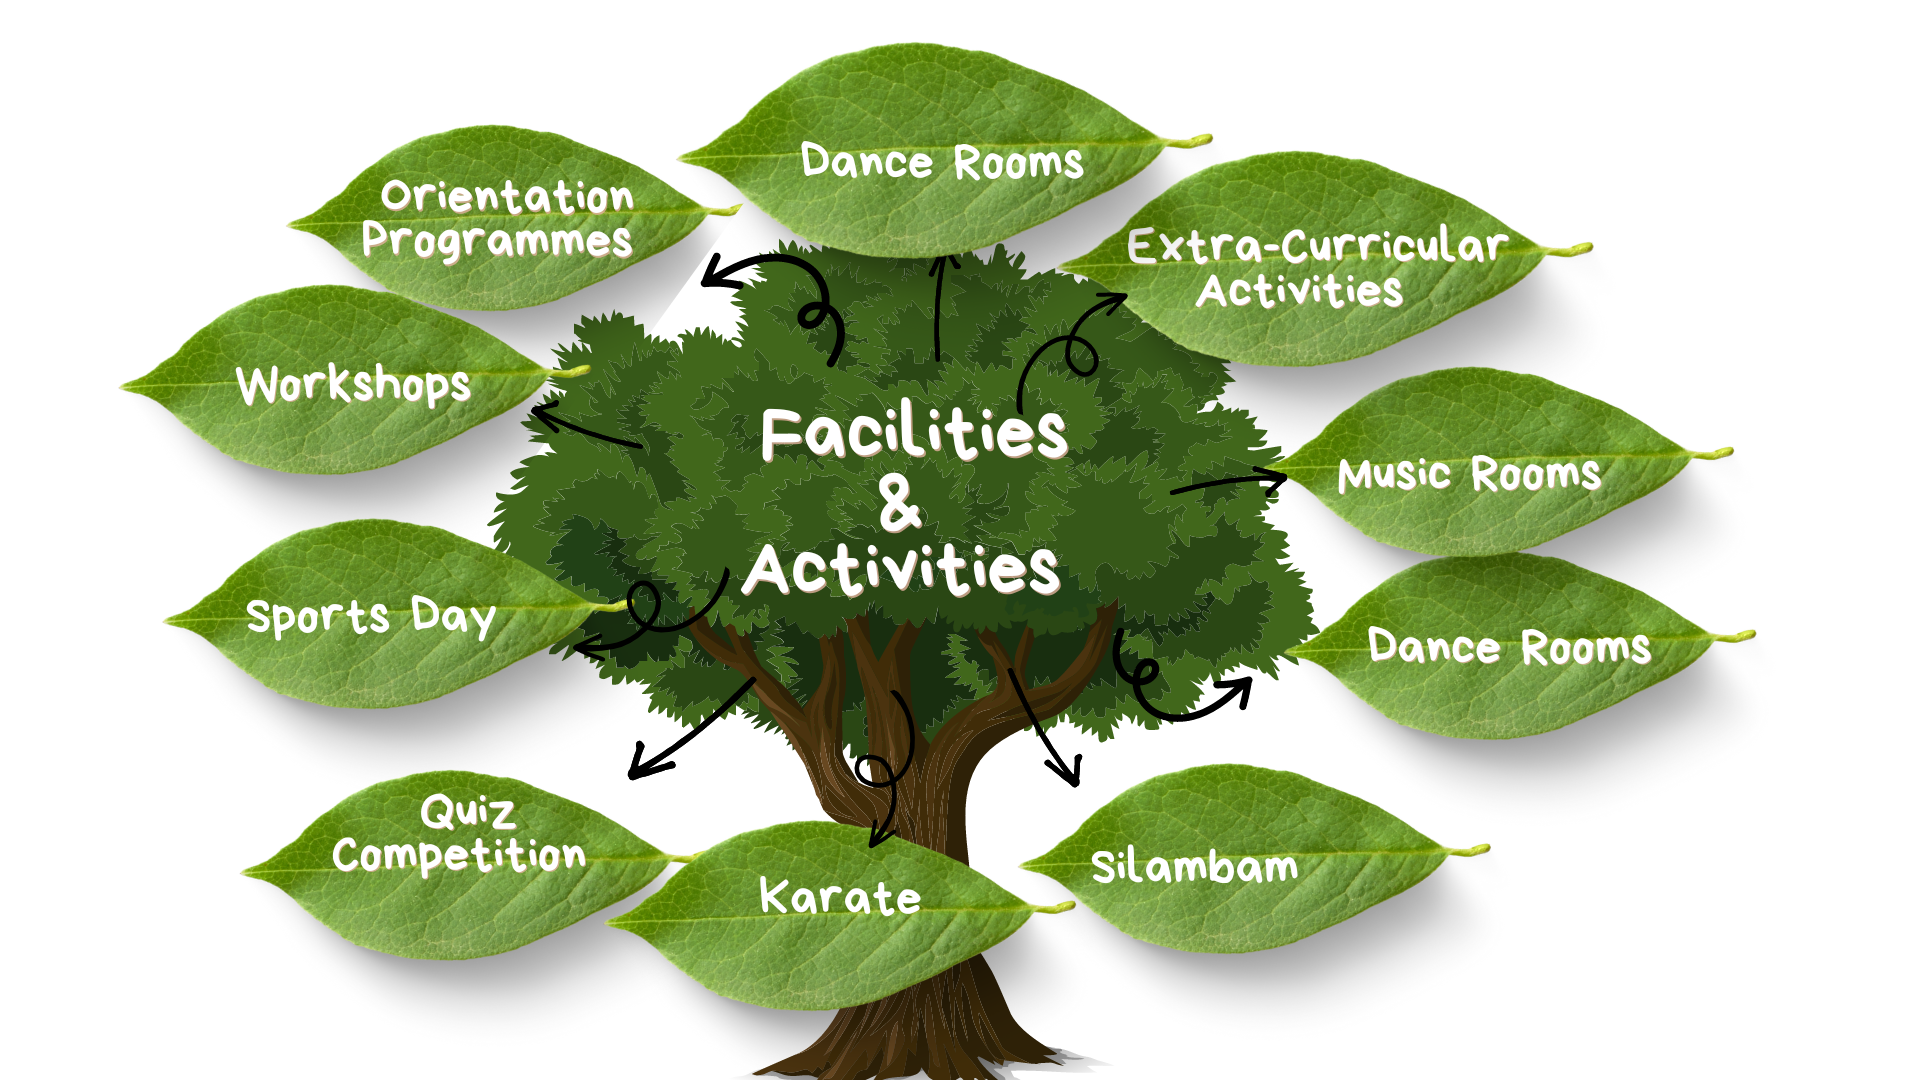 Dance Rooms
Orientation
Programmes
Extra-Curricular
Activities
Workshops
Facilities
&
Activities
Music Rooms
Sports Day
Dance Rooms
Quiz
Competition
Karate
Silambam